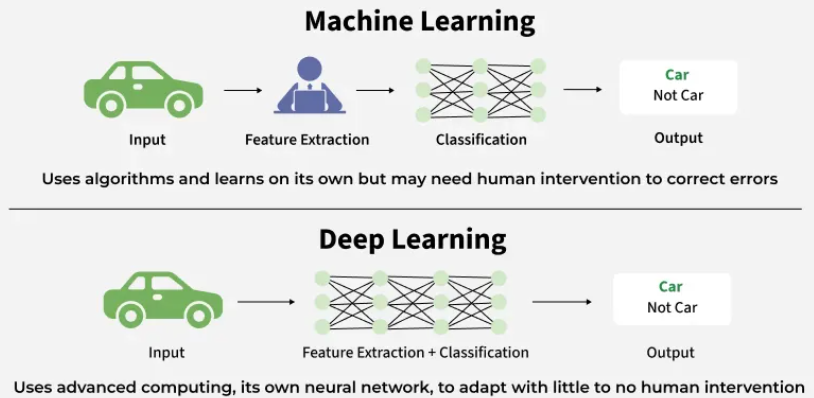 Machine Learning
Car
Not Car
Input
Feature Extraction
Classification
Output
Uses algorithms and learns on its own but may need human intervention to correct errors
Deep Learning
Car
Not Car
Input
Feature Extraction + Classification
Output
Uses advanced computing, its own neural network, to adapt with little to no human intervention